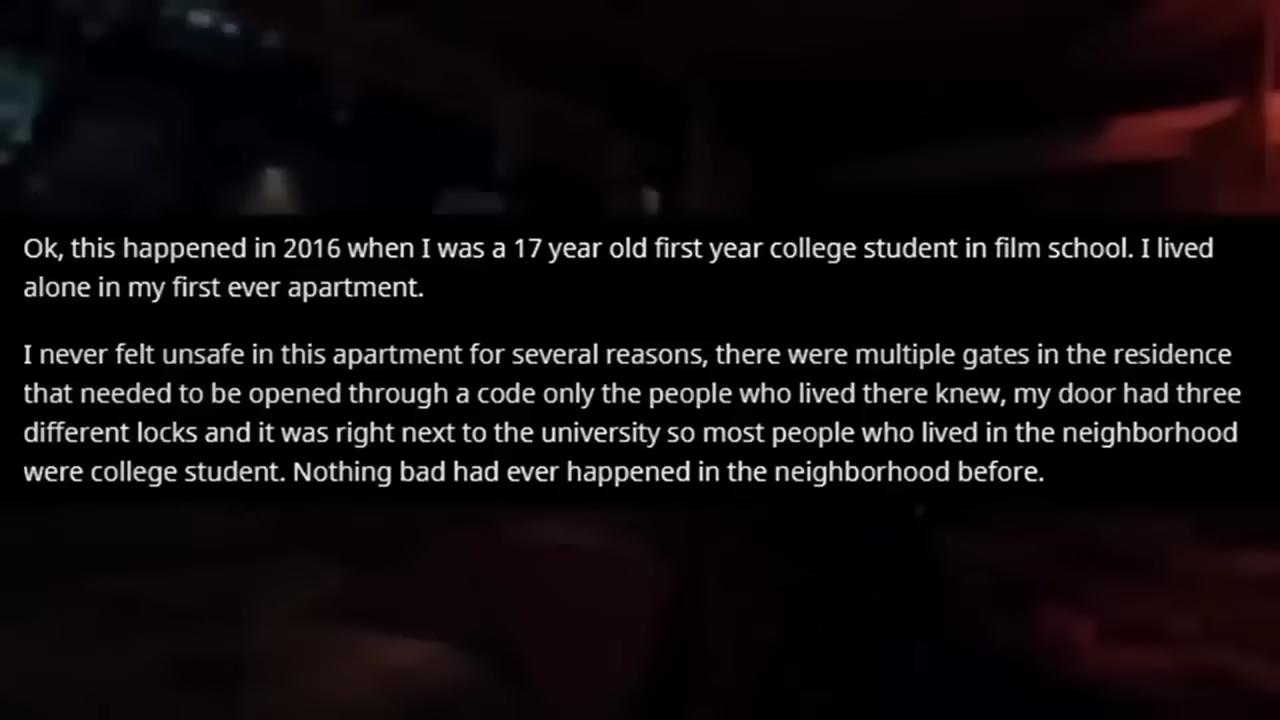 Ok, this happened in 2016 when I was a 17 year old first year college student in film school. I lived
alone in my first ever apartment.
I never felt unsafe in this apartment for several reasons, there were multiple gates in the residence
that needed to be opened through a code only the people who lived there knew, my door had three
different locks and it was right next to the university so most people who lived in the neighborhood
were college student. Nothing bad had ever happened in the neighborhood before.